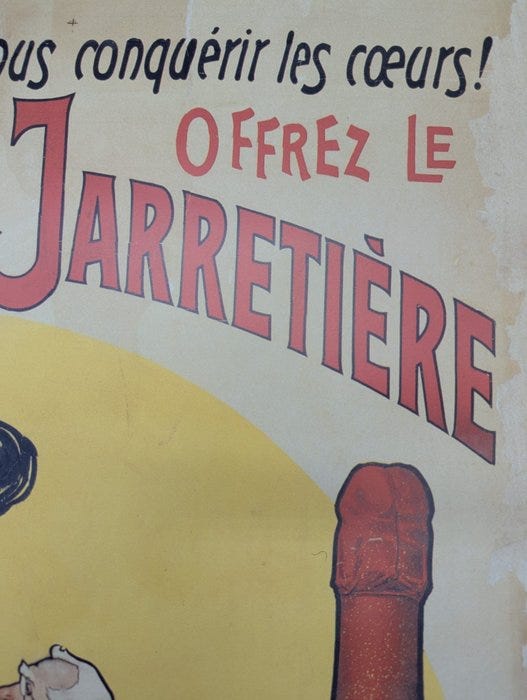 ous conquérir les cœurs!
OFFREZ LE
JARRETIÈRE